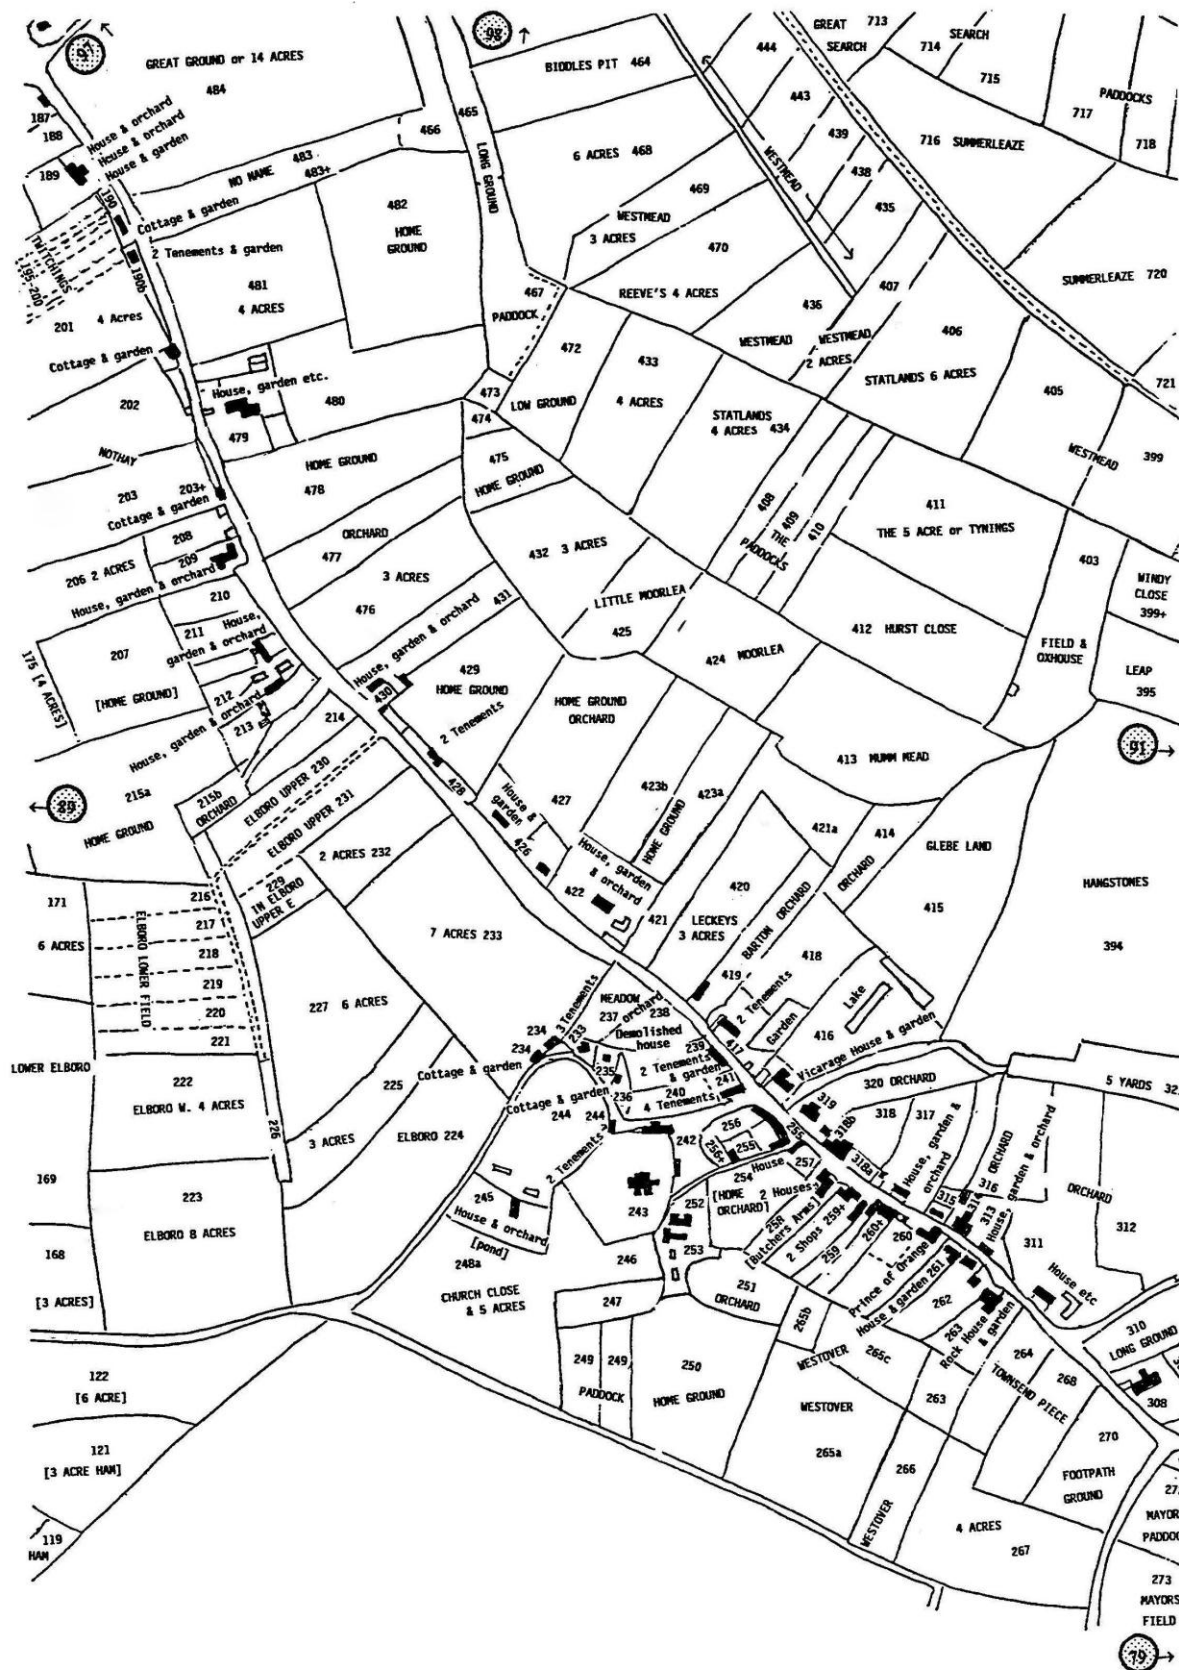 97
98
GREAT GROUND or 14 ACRES
484
BIDDLES PIT 464
444
GREAT
SEARCH
713
714
SEARCH
715
717
PADDOCKS
718
716 SUMMERLEAZE
187
188
189
House & orchard
House & orchard
House & garden
190
Cottage & garden
2 Tenements & garden
190b
TWITCHINGS
195-200
NO NAME 483
483+
466
465
LONG GROUND
6 ACRES 468
443
439
438
435
WESTMEAD
469
WESTMEAD
3 ACRES
470
482
HOME
GROUND
481
4 ACRES
201
4 Acres
Cottage & garden
467
PADDOCK
REEVE'S 4 ACRES
436
WESTMEAD
407
WESTMEAD
2 ACRES
406
STATLANDS 6 ACRES
SUMMERLEAZE 720
721
405
WESTMEAD
399
202
House, garden etc.
480
479
473
474
472
LOW GROUND
433
4 ACRES
STATLANDS
4 ACRES 434
NOTHAY
203
203+
Cottage & garden
HOME GROUND
478
475
HOME GROUND
408
409
410
THE
PADDOCKS
411
THE 5 ACRE or TYNINGS
403
WINDY
CLOSE
399+
208
209
206 2 ACRES
House, garden & orchard
ORCHARD
477
3 ACRES
476
432 3 ACRES
LITTLE MOORLEA
425
412 HURST CLOSE
424 MOORLEA
FIELD &
OXHOUSE
LEAP
395
210
211
House,
garden & orchard
207
[HOME GROUND]
175 [4 ACRES]
212
213
House, garden & orchard
214
House, garden & orchard 431
430
429
HOME GROUND
2 Tenements
428
HOME GROUND
ORCHARD
413 MUMM MEAD
91
89
215a
HOME GROUND
215b
ORCHARD
ELBORO UPPER 230
ELBORO UPPER 231
2 ACRES 232
229
IN ELBORO
UPPER E
House &
garden
426
427
423b
423a
HOME GROUND
House, garden
& orchard
422
421
421a
414
ORCHARD
420
LECKEYS
3 ACRES
BARTON ORCHARD
419
GLEBE LAND
415
HANGSTONES
394
171
6 ACRES
216
217
218
219
220
221
ELBORO LOWER FIELD
7 ACRES 233
227 6 ACRES
418
2 Tenements
Garden
Lake
416
417
Vicarage House & garden
MEADOW
237
orchard
238
Demolished
house
239
3 Tenements
234
234
233
235
236
Cottage & garden
Cottage & garden
2 Tenements
& garden
240
241
4 Tenements
LOWER ELBORO
222
ELBORO W. 4 ACRES
226
225
3 ACRES
ELBORO 224
244
244
2 Tenements
242
243
256
256+
255
255
320 ORCHARD
319
318b
318
317
318a
House, garden &
orchard
5 YARDS 32
169
223
ELBORO 8 ACRES
168
[3 ACRES]
245
House & orchard
[pond]
248a
CHURCH CLOSE
& 5 ACRES
246
247
252
253
House
254
[HOME
ORCHARD]
257
2 Houses
258
[Butchers Arms]
2 Shops 259+
259
260+
260
251
ORCHARD
Prince of Orange
House & garden 261
ORCHARD
316
315
314
313
House, garden & orchard
ORCHARD
312
311
House etc
262
263
Rock House
& garden
310
LONG GROUND
308
122
[6 ACRE]
121
[3 ACRE HAM]
119
HAM
249
249
PADDOCK
250
HOME GROUND
265b
WESTOVER
265c
WESTOVER
265a
263
264
TOWNSEND PIECE
268
266
WESTOVER
270
FOOTPATH
GROUND
4 ACRES
267
27
MAYOR
PADDOC
273
MAYORS
FIELD
79